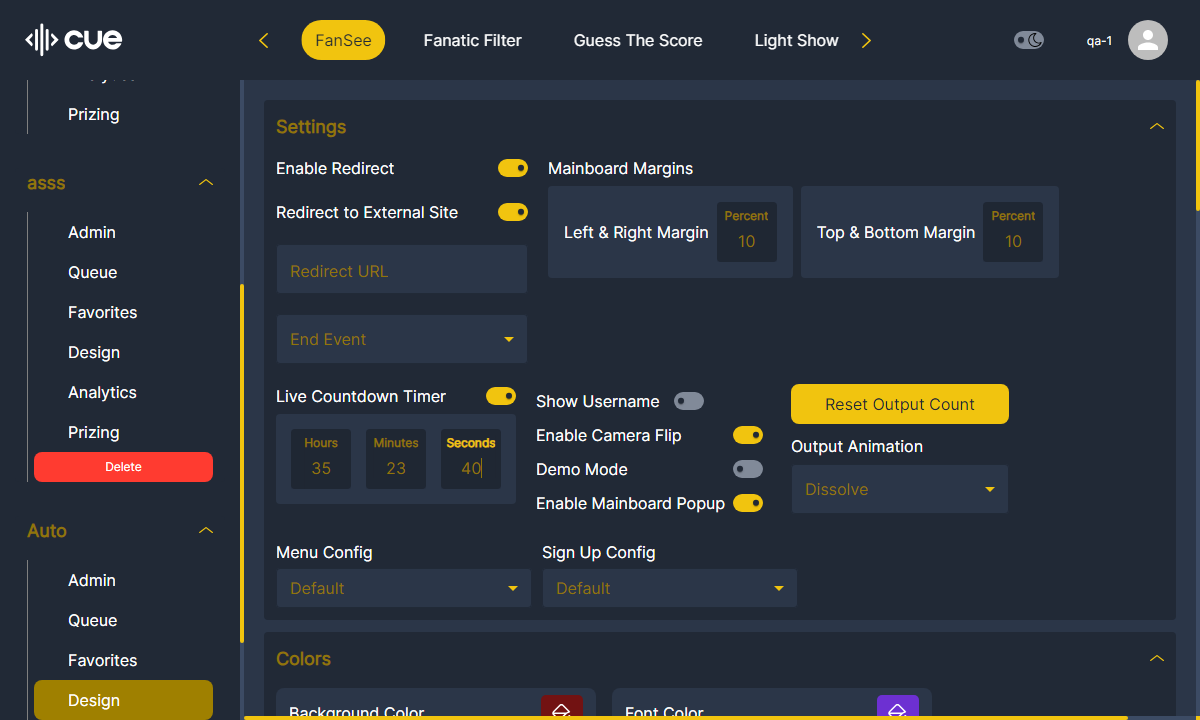 cue
FanSee
Fanatic Filter
Guess The Score
Light Show
qa-1
Prizing
asss
Admin
Queue
Favorites
Design
Analytics
Prizing
Delete
Auto
Admin
Queue
Favorites
Design
Settings
Enable Redirect
Redirect to External Site
Redirect URL
End Event
Mainboard Margins
Left & Right Margin
Percent
10
Top & Bottom Margin
Percent
10
Live Countdown Timer
Hours
35
Minutes
23
Seconds
40
Show Username
Enable Camera Flip
Demo Mode
Enable Mainboard Popup
Reset Output Count
Output Animation
Dissolve
Menu Config
Default
Sign Up Config
Default
Colors
Background Color
Font Color